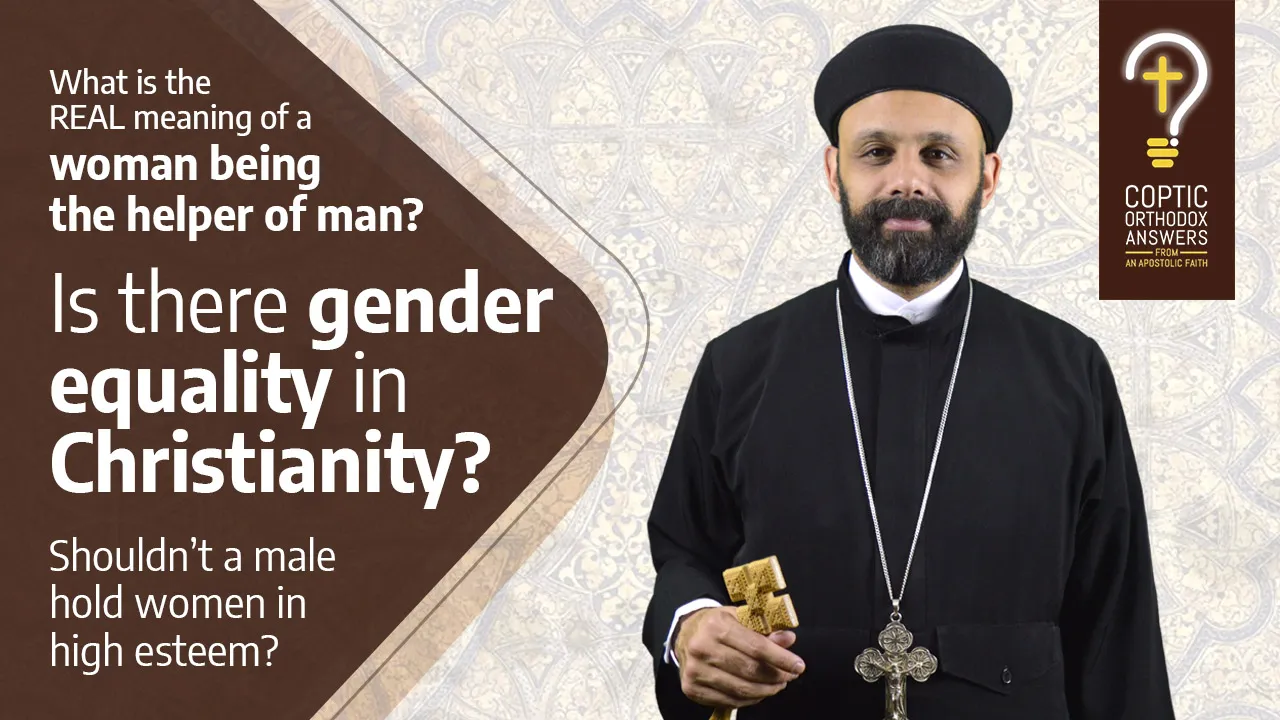 What is the
REAL meaning of a
woman being
the helper of man?
Is there gender
equality in
Christianity?
Shouldn’t a male
hold women in
high esteem?
COPTIC
ORTHODOX
ANSWERS
FROM
AN APOSTOLIC FAITH